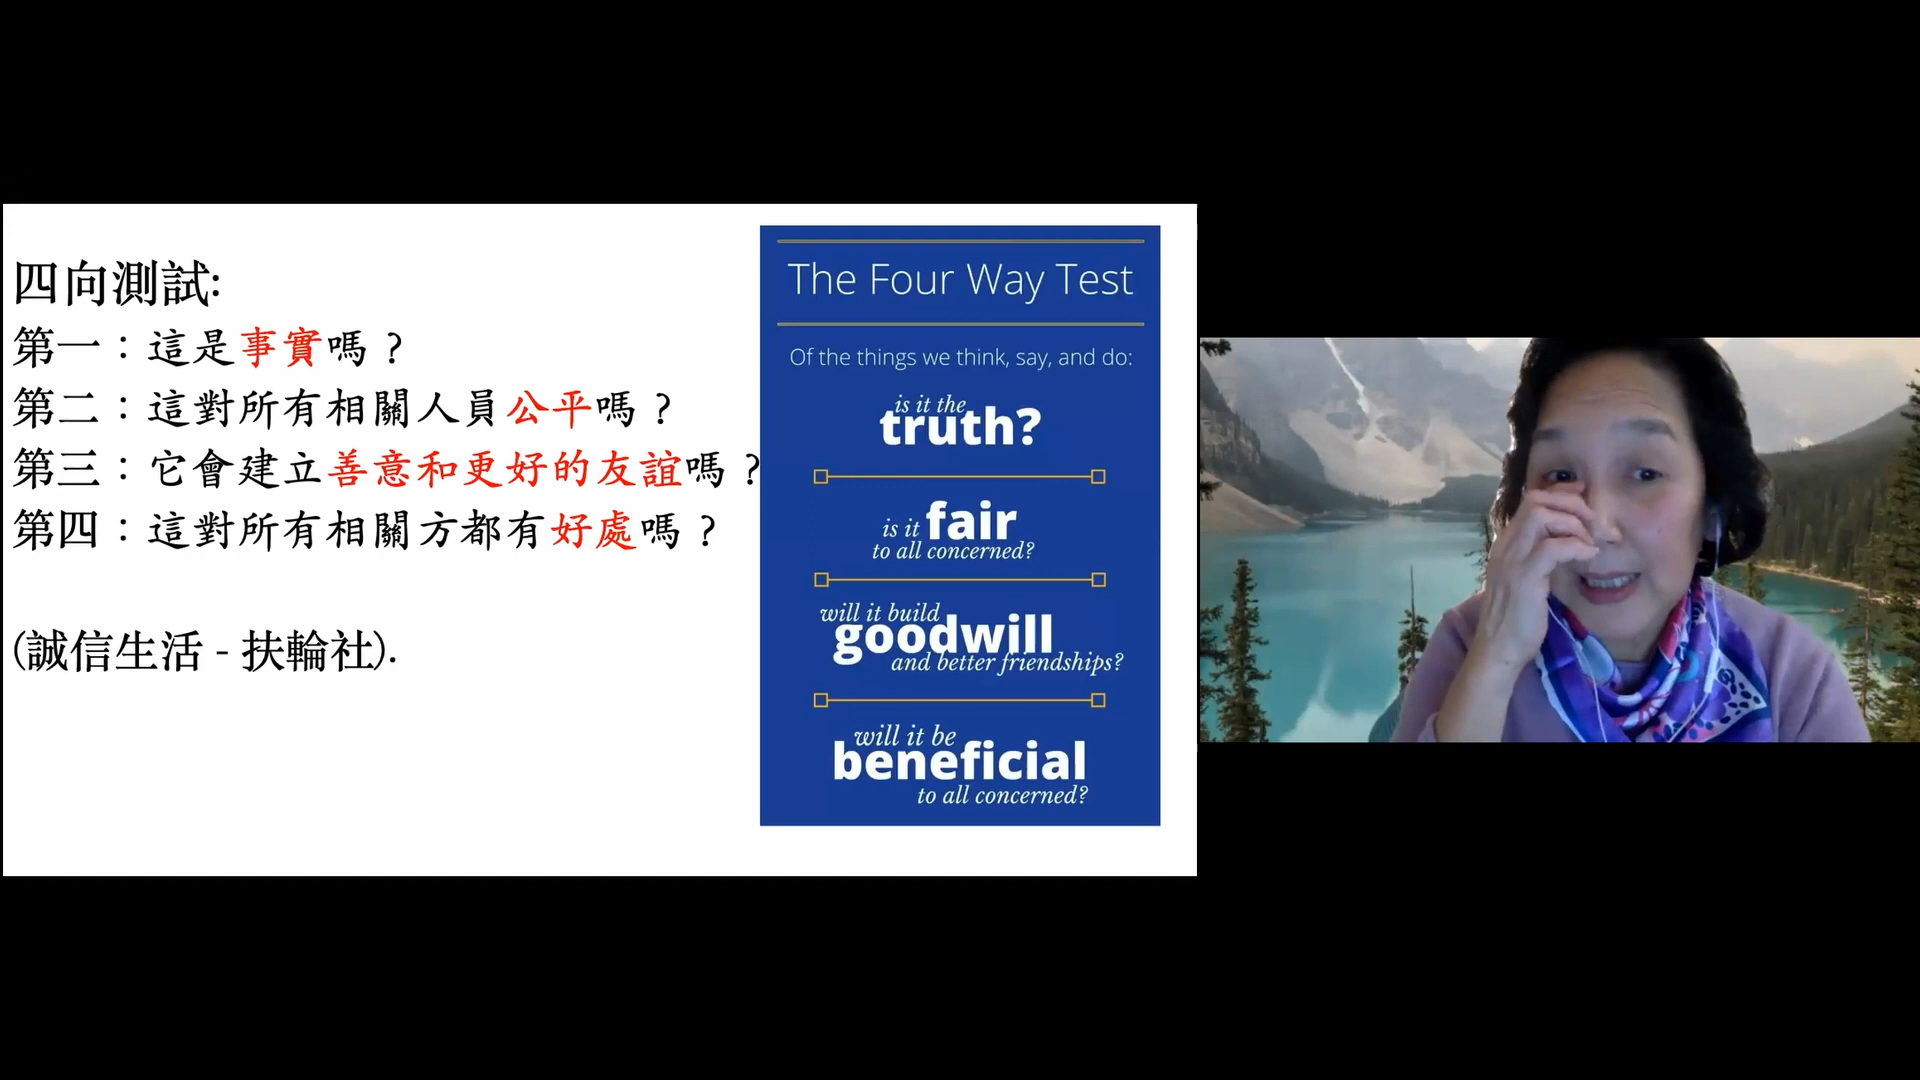 四向測試:
第一：這是事實嗎？
第二：這對所有相關人員公平嗎？
第三：它會建立善意和更好的友誼嗎？
第四：這對所有相關方都有好處嗎？
(誠信生活 - 扶輪社).
The Four Way Test
Of the things we think, say, and do:
is it the
truth?
is it fair
to all concerned?
will it build
goodwill
and better friendships?
will it be
beneficial
to all concerned?